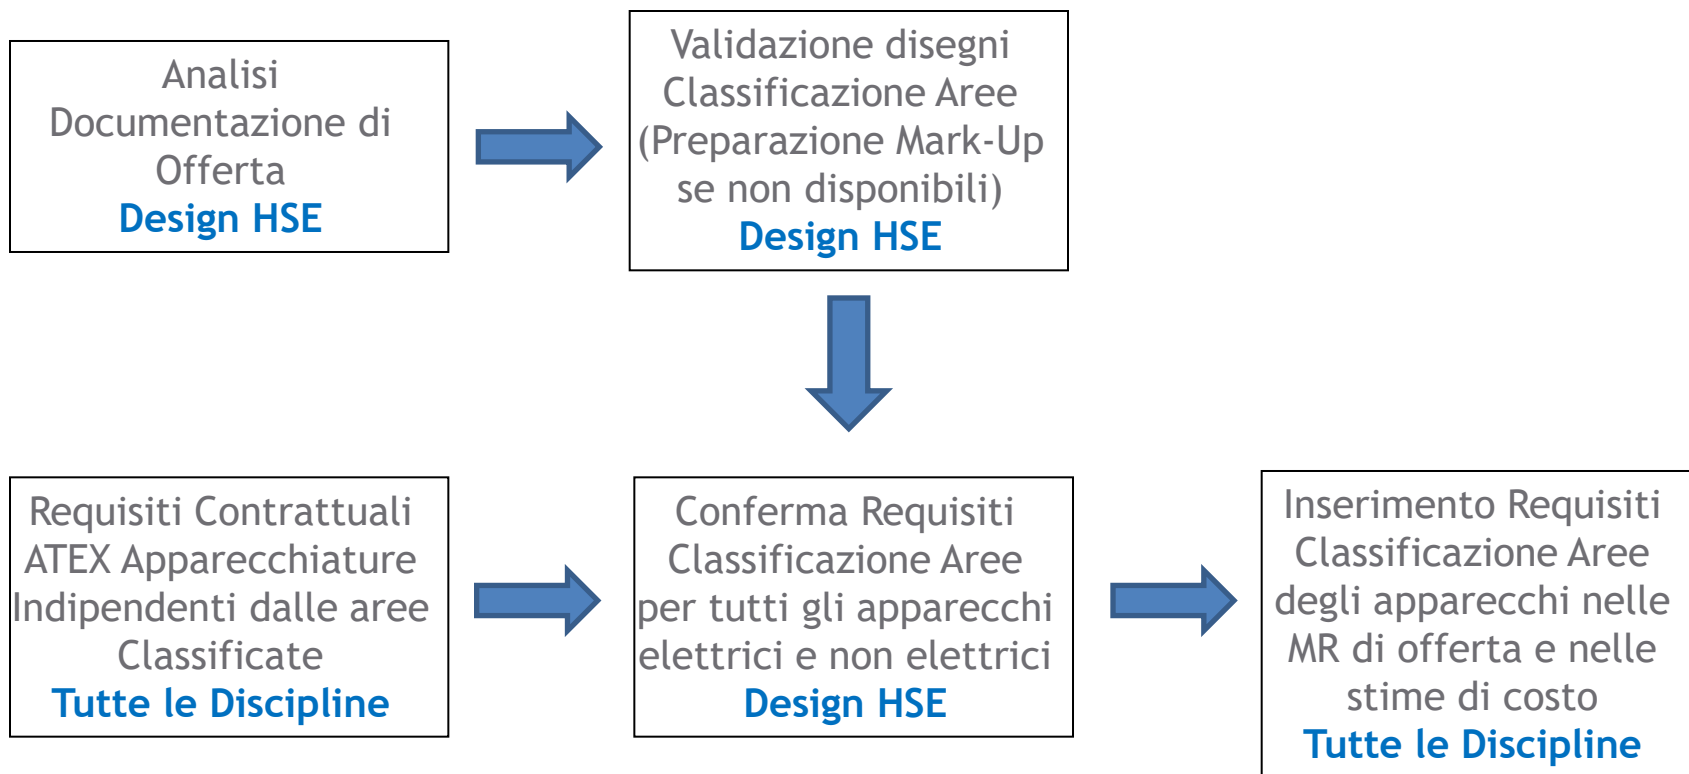 Analisi
Documentazione di
Offerta
Design HSE
Validazione disegni
Classificazione Aree
(Preparazione Mark-Up
se non disponibili)
Design HSE
Requisiti Contrattuali
ATEX Apparecchiature
Indipendenti dalle aree
Classificate
Tutte le Discipline
Conferma Requisiti
Classificazione Aree
per tutti gli apparecchi
elettrici e non elettrici
Design HSE
Inserimento Requisiti
Classificazione Aree
degli apparecchi nelle
MR di offerta e nelle
stime di costo
Tutte le Discipline